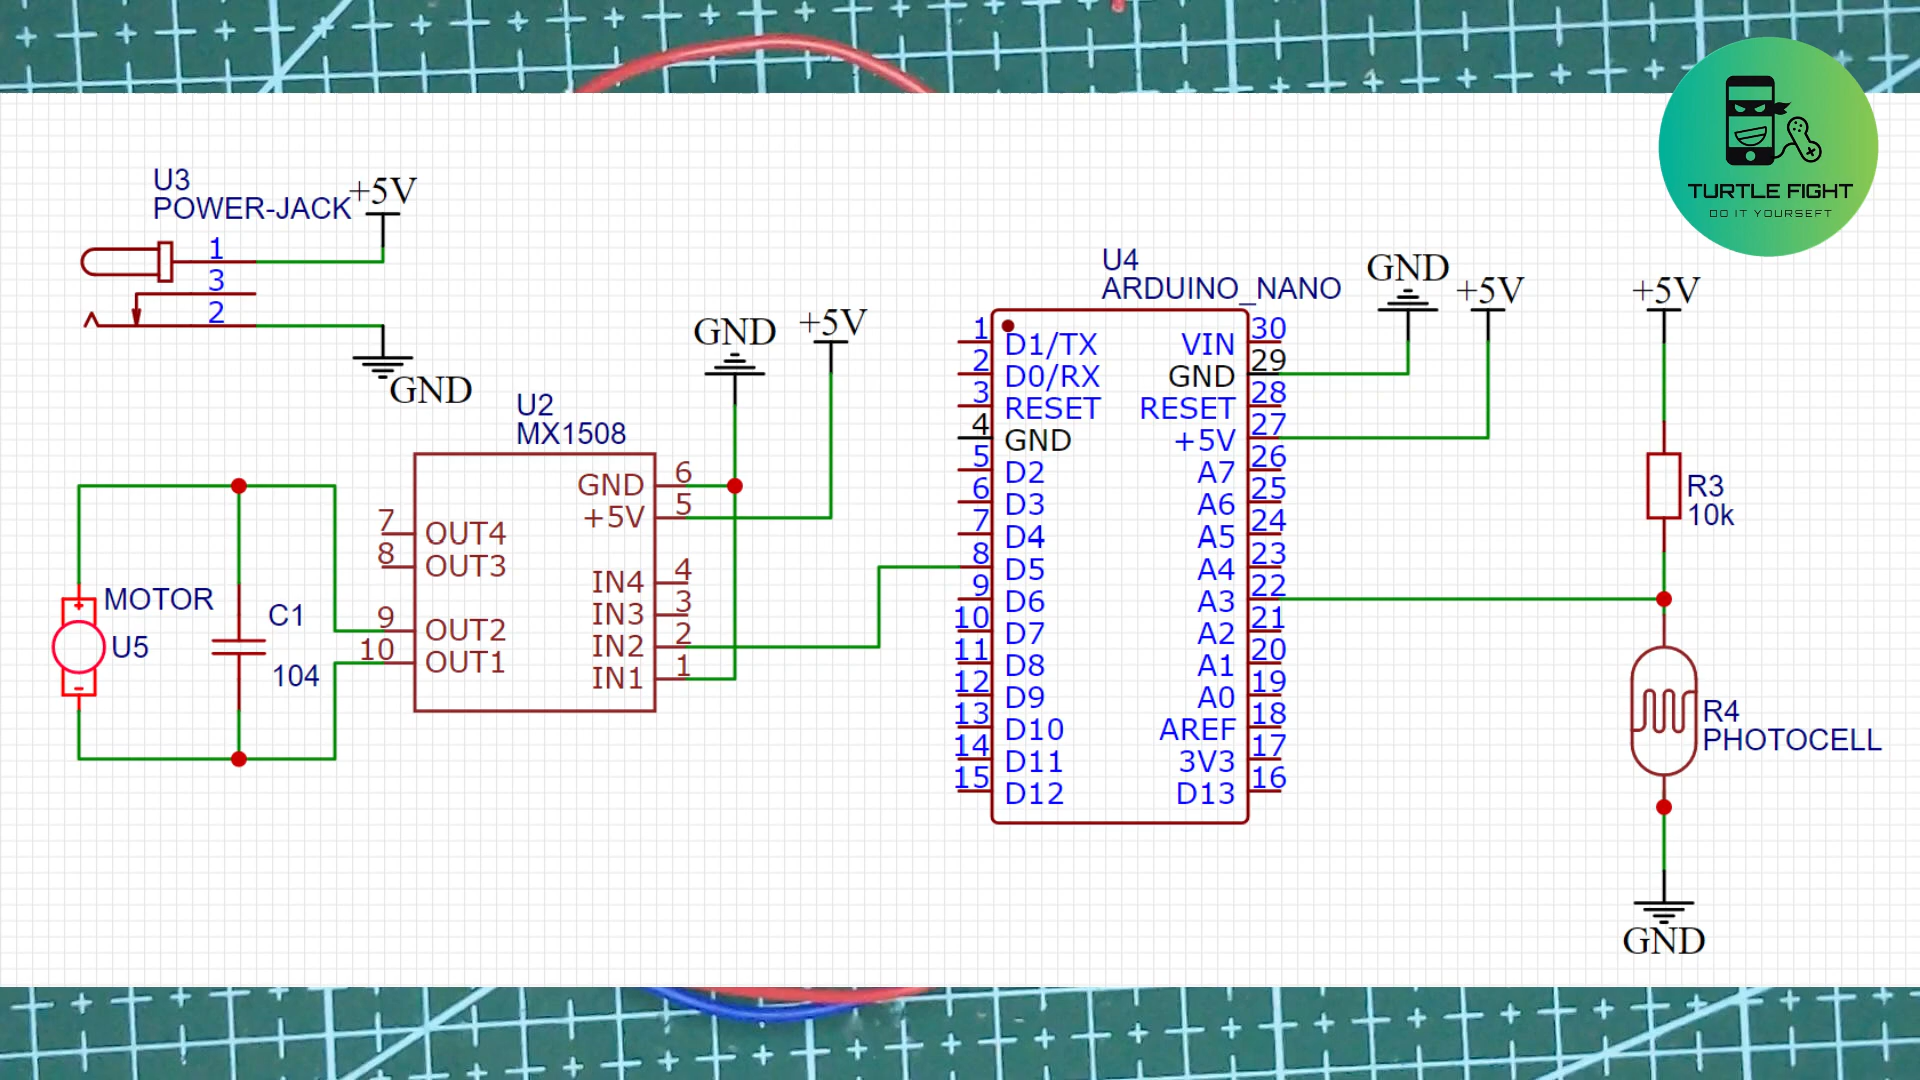 TURTLE FIGHT
DO IT YOURSEFT
U3
POWER-JACK
+5V
1
3
2
GND
U2
MX1508
GND
+5V
GND 6
+5V 5
7 OUT4
8 OUT3
IN4 4
IN3 3
9 OUT2
IN2 2
10 OUT1
IN1 1
MOTOR
U5
C1
104
U4
ARDUINO_NANO
GND
+5V
1 D1/TX VIN 30
2 D0/RX GND 29
3 RESET RESET 28
4 GND +5V 27
5 D2 A7 26
6 D3 A6 25
7 D4 A5 24
8 D5 A4 23
9 D6 A3 22
10 D7 A2 21
11 D8 A1 20
12 D9 A0 19
13 D10 AREF 18
14 D11 3V3 17
15 D12 D13 16
+5V
R3
10k
R4
PHOTOCELL
GND